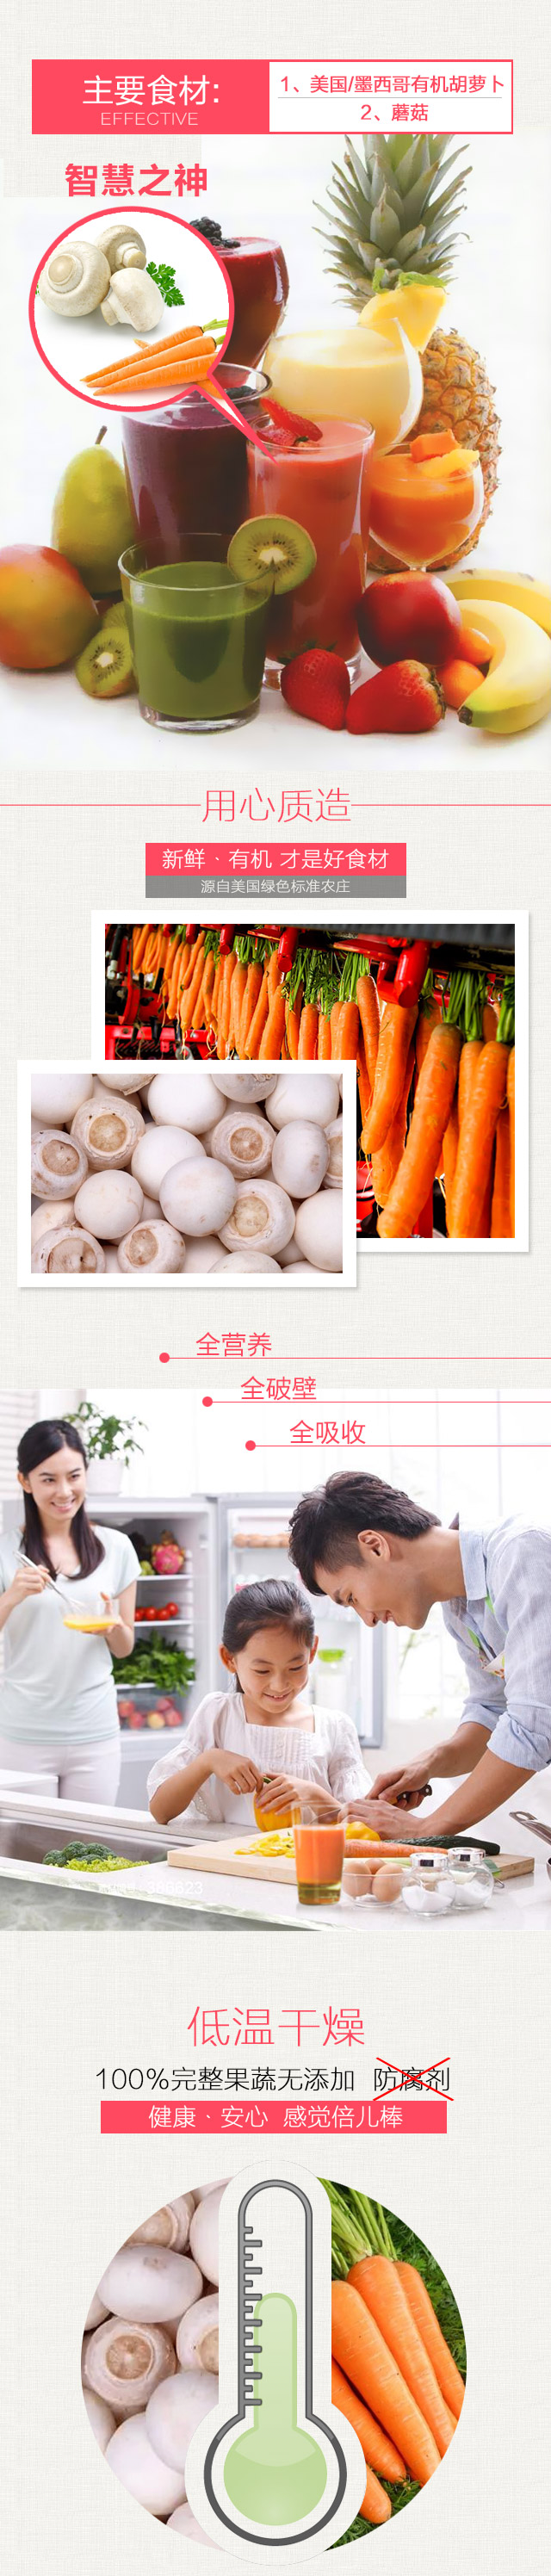 主要食材:
EFFECTIVE
1、美国/墨西哥有机胡萝卜
2、蘑菇
智慧之神
用心质造
新鲜、有机 才是好食材
源自美国绿色标准农庄
全营养
全破壁
全吸收
低温干燥
100%完整果蔬无添加 防腐剂
健康、安心 感觉倍儿棒